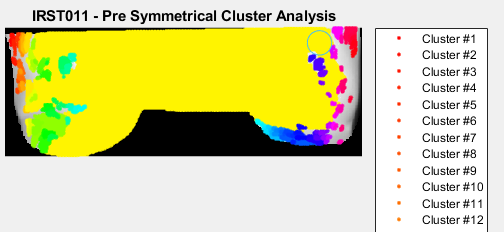 IRST011 - Pre Symmetrical Cluster Analysis
Cluster #1
Cluster #2
Cluster #3
Cluster #4
Cluster #5
Cluster #6
Cluster #7
Cluster #8
Cluster #9
Cluster #10
Cluster #11
Cluster #12